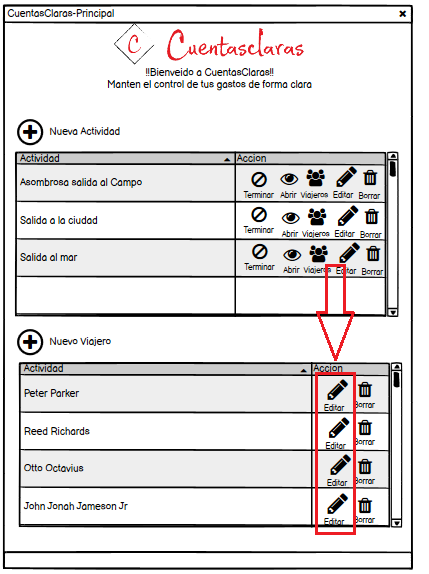 CuentasClaras-Principal
C Cuentasclaras
!!Bienveido a CuentasClaras!!
Manten el control de tus gastos de forma clara
Nueva Actividad
Actividad Accion
Asombrosa salida al Campo Terminar Abrir Viajeros Editar Borrar
Salida a la ciudad Terminar Abrir Viajeros Editar Borrar
Salida al mar Terminar Abrir Viajeros Editar Borrar
Nuevo Viajero
Actividad Accion
Peter Parker Editar Borrar
Reed Richards Editar Borrar
Otto Octavius Editar Borrar
John Jonah Jameson Jr Editar Borrar